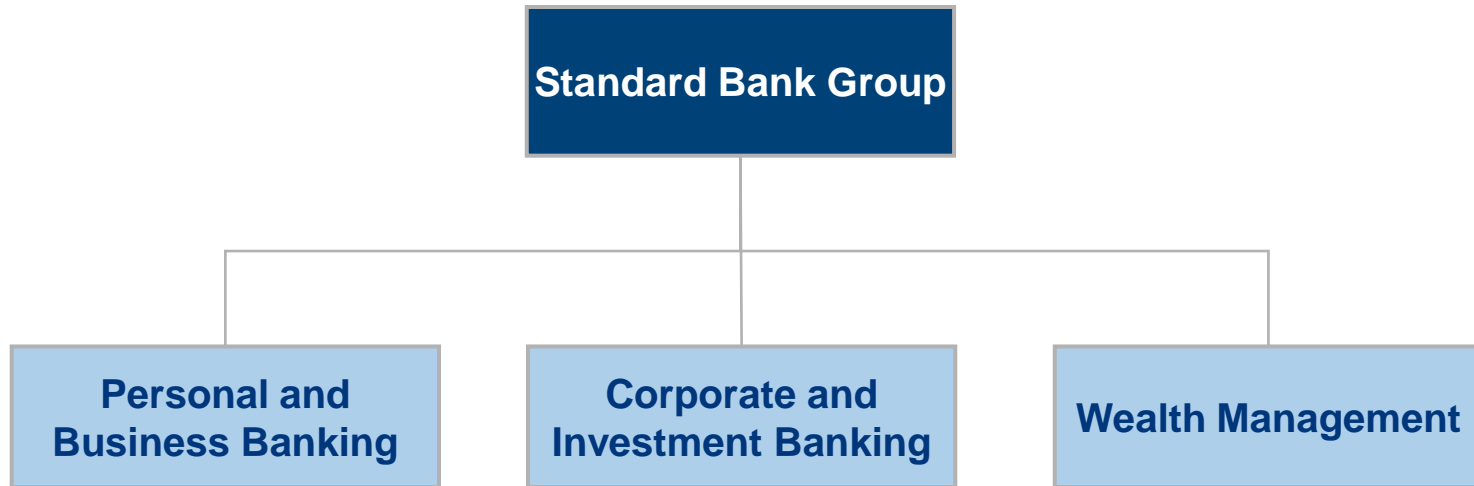 Standard Bank Group
Personal and
Business Banking
Corporate and
Investment Banking
Wealth Management